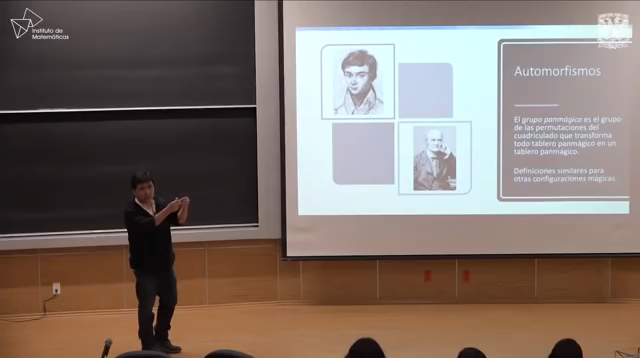 Instituto de
Matemáticas
Automorfismos
El grupo panmágico es el grupo
de las permutaciones del
cuadriculado que transforma
todo tablero panmágico en un
tablero panmágico.
Definiciones similares para
otras configuraciones mágicas.